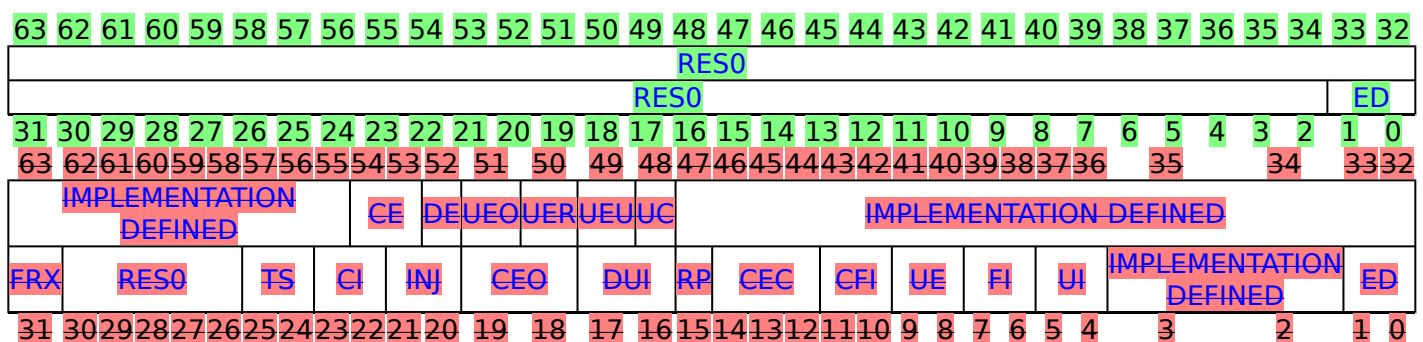 63 62 61 60 59 58 57 56 55 54 53 52 51 50 49 48 47 46 45 44 43 42 41 40 39 38 37 36 35 34 33 32
RES0
RES0 ED
31 30 29 28 27 26 25 24 23 22 21 20 19 18 17 16 15 14 13 12 11 10 9 8 7 6 5 4 3 2 1 0
63 62 61 60 59 58 57 56 55 54 53 52 51 50 49 48 47 46 45 44 43 42 41 40 39 38 37 36 35 34 33 32
IMPLEMENTATION
DEFINED CE DE UEO UER UEU UC IMPLEMENTATION DEFINED
FRX RES0 TS CI INJ CEO DUI RP CEC CFI UE FI UI IMPLEMENTATION
DEFINED ED
31 30 29 28 27 26 25 24 23 22 21 20 19 18 17 16 15 14 13 12 11 10 9 8 7 6 5 4 3 2 1 0